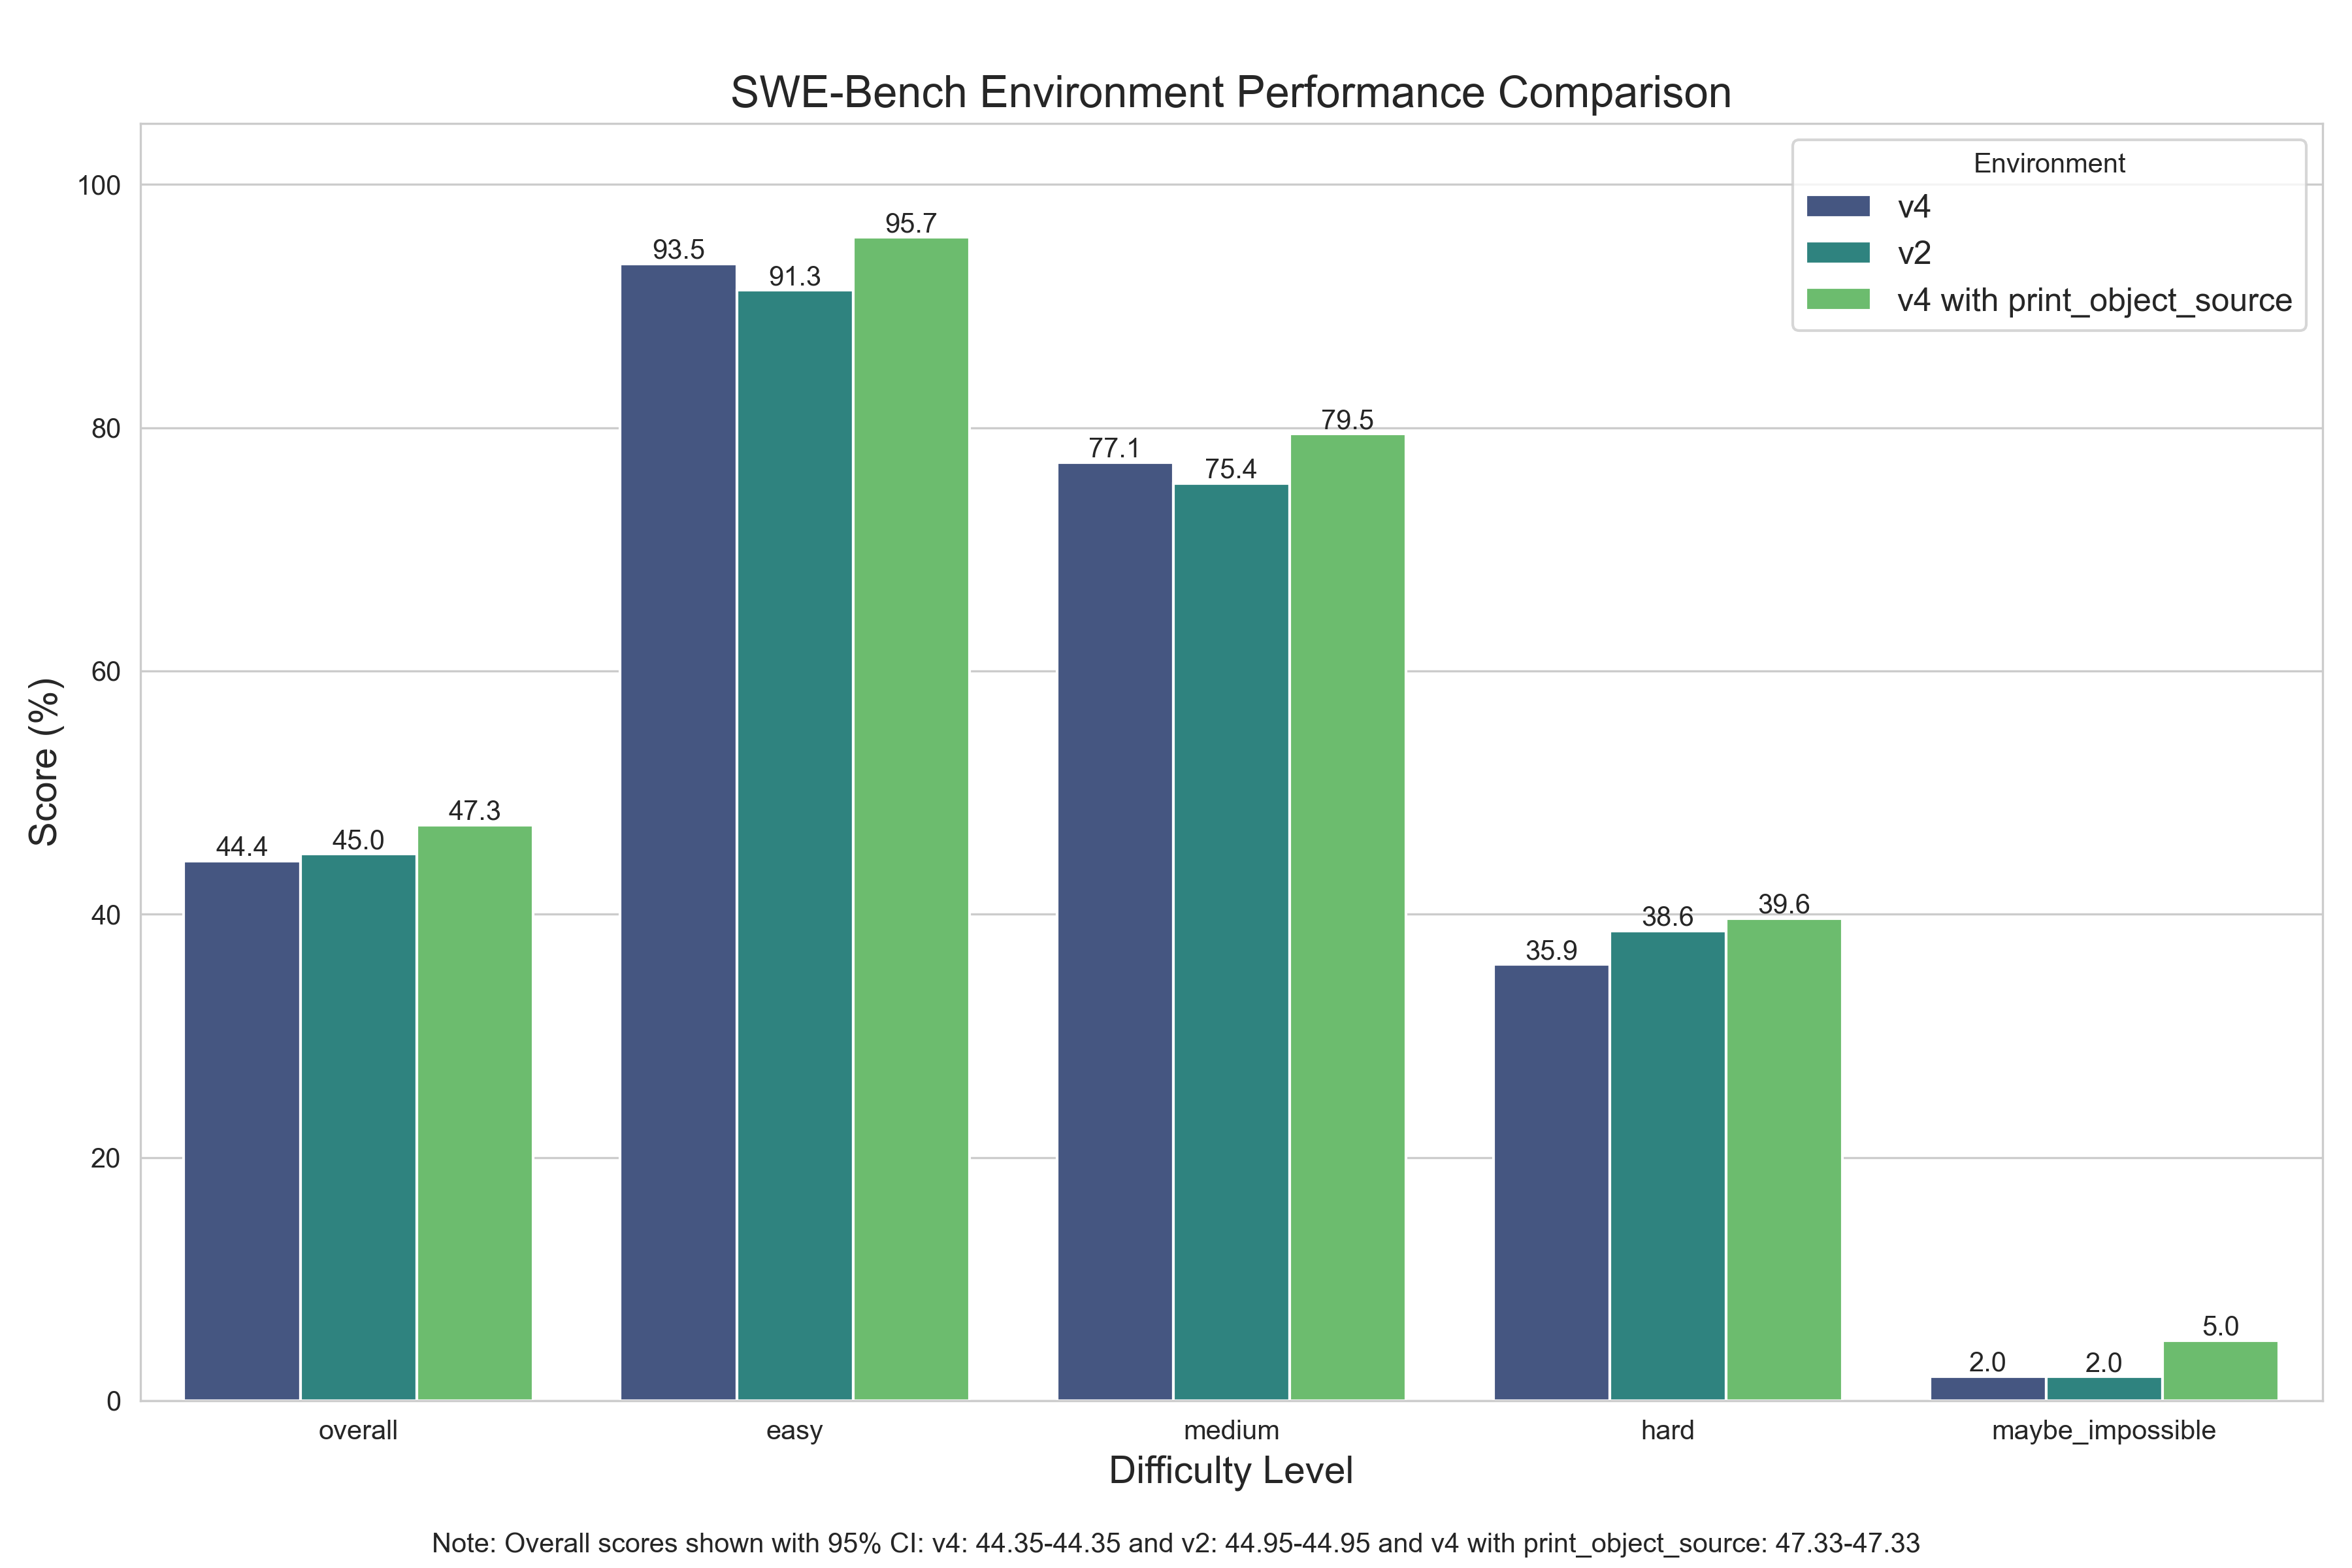 SWE-Bench Environment Performance Comparison
Environment
v4
v2
v4 with print_object_source
Score (%)
100
80
60
40
20
0
44.4
45.0
47.3
93.5
91.3
95.7
77.1
75.4
79.5
35.9
38.6
39.6
2.0
2.0
5.0
overall
easy
medium
hard
maybe_impossible
Difficulty Level
Note: Overall scores shown with 95% CI: v4: 44.35-44.35 and v2: 44.95-44.95 and v4 with print_object_source: 47.33-47.33